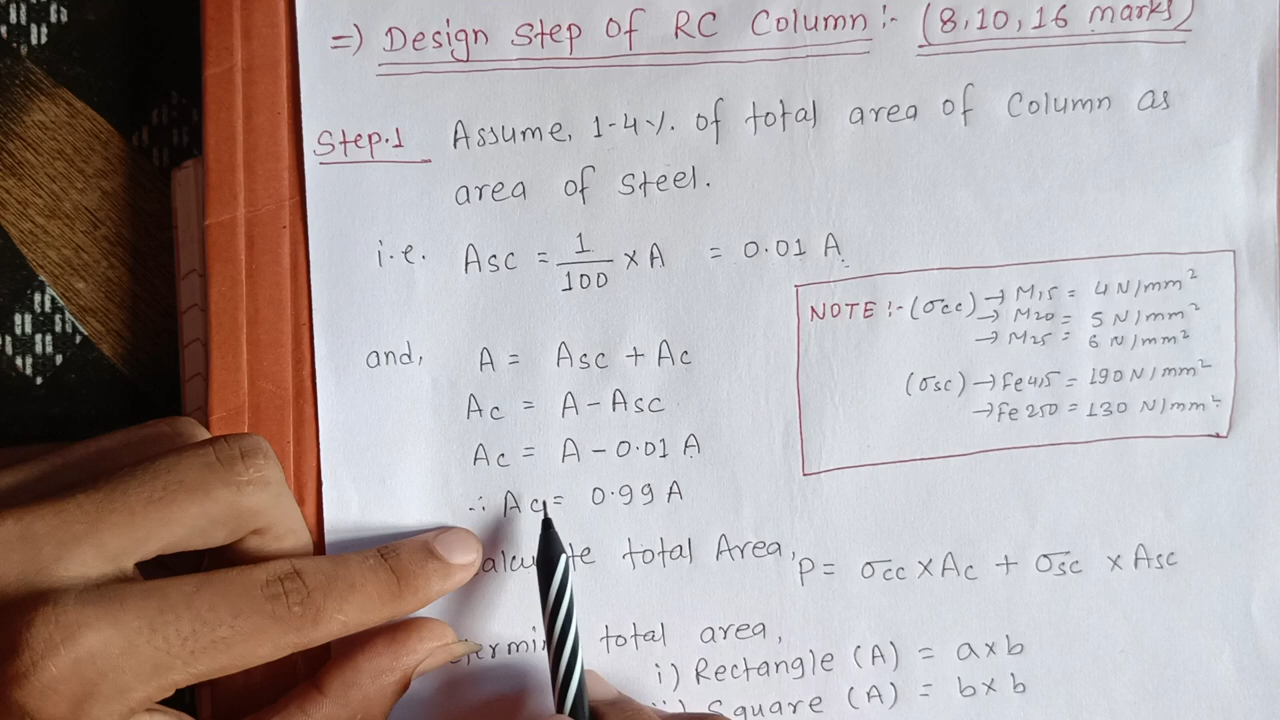 =) Design Step Of RC Column :- (8,10,16 marks)
Step.1 Assume, 1-4%. of total area of Column as
area of Steel.
i.e. Asc = 1/100 × A = 0.01 A
and, A = Asc + Ac
Ac = A - Asc
Ac = A - 0.01 A
∴ Ac = 0.99 A
NOTE :- (σcc) → M15 = 4 N/mm²
→ M20 = 5 N/mm²
→ M25 = 6 N/mm²
(σsc) → Fe415 = 190 N/mm²
→ Fe 250 = 130 N/mm²
total Area, P = σcc × Ac + σsc × Asc
total area,
i) Rectangle (A) = a×b
Square (A) = b×b